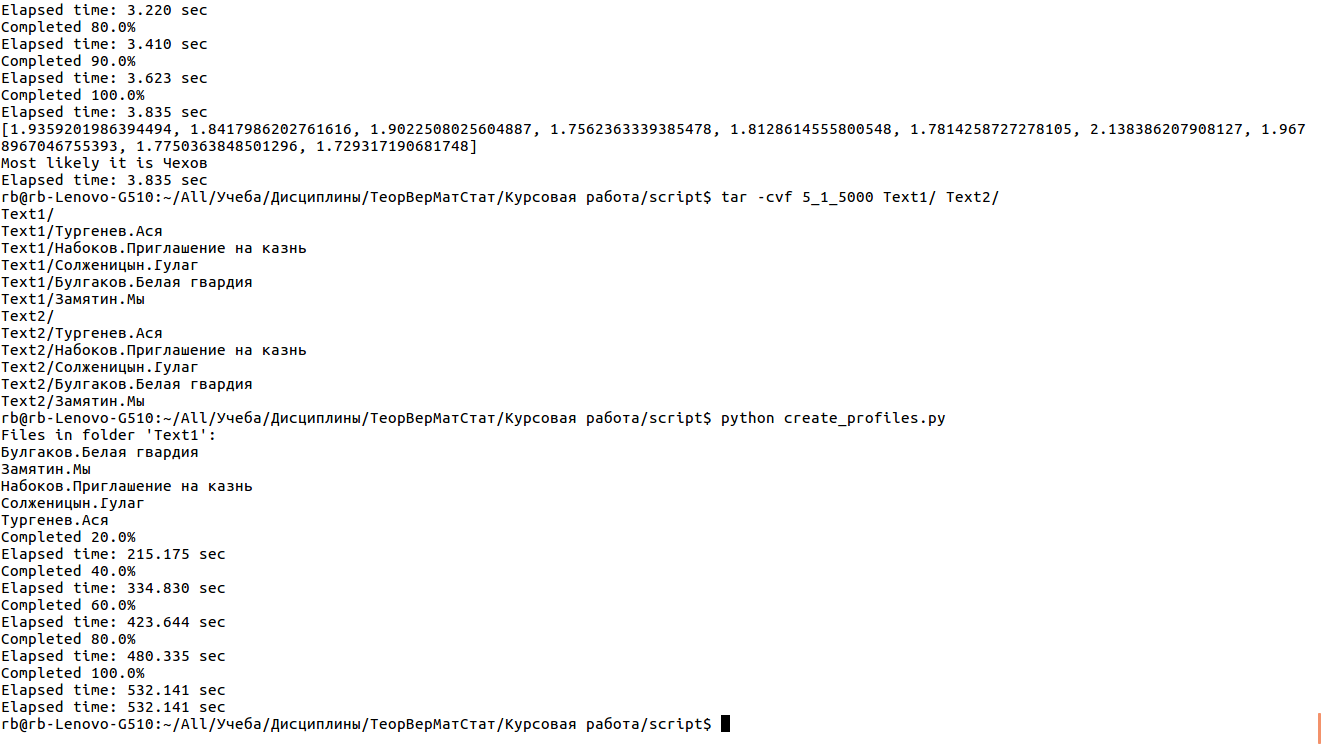 Elapsed time: 3.220 sec
Completed 80.0%
Elapsed time: 3.410 sec
Completed 90.0%
Elapsed time: 3.623 sec
Completed 100.0%
Elapsed time: 3.835 sec
[1.9359201986394494, 1.8417986202761616, 1.9022508025604887, 1.7562363339385478, 1.8128614555800548, 1.7814258727278105, 2.138386207908127, 1.967
8967046755393, 1.7750363848501296, 1.729317190681748]
Most likely it is Чехов
Elapsed time: 3.835 sec
rb@rb-Lenovo-G510:~/All/Учеба/Дисциплины/ТеорВерМатСтат/Курсовая работа/script$ tar -cvf 5_1_5000 Text1/ Text2/
Text1/
Text1/Тургенев.Ася
Text1/Набоков.Приглашение на казнь
Text1/Солженицын.Гулаг
Text1/Булгаков.Белая гвардия
Text1/Замятин.Мы
Text2/
Text2/Тургенев.Ася
Text2/Набоков.Приглашение на казнь
Text2/Солженицын.Гулаг
Text2/Булгаков.Белая гвардия
Text2/Замятин.Мы
rb@rb-Lenovo-G510:~/All/Учеба/Дисциплины/ТеорВерМатСтат/Курсовая работа/script$ python create_profiles.py
Files in folder 'Text1':
Булгаков.Белая гвардия
Замятин.Мы
Набоков.Приглашение на казнь
Солженицын.Гулаг
Тургенев.Ася
Completed 20.0%
Elapsed time: 215.175 sec
Completed 40.0%
Elapsed time: 334.830 sec
Completed 60.0%
Elapsed time: 423.644 sec
Completed 80.0%
Elapsed time: 480.335 sec
Completed 100.0%
Elapsed time: 532.141 sec
Elapsed time: 532.141 sec
rb@rb-Lenovo-G510:~/All/Учеба/Дисциплины/ТеорВерМатСтат/Курсовая работа/script$